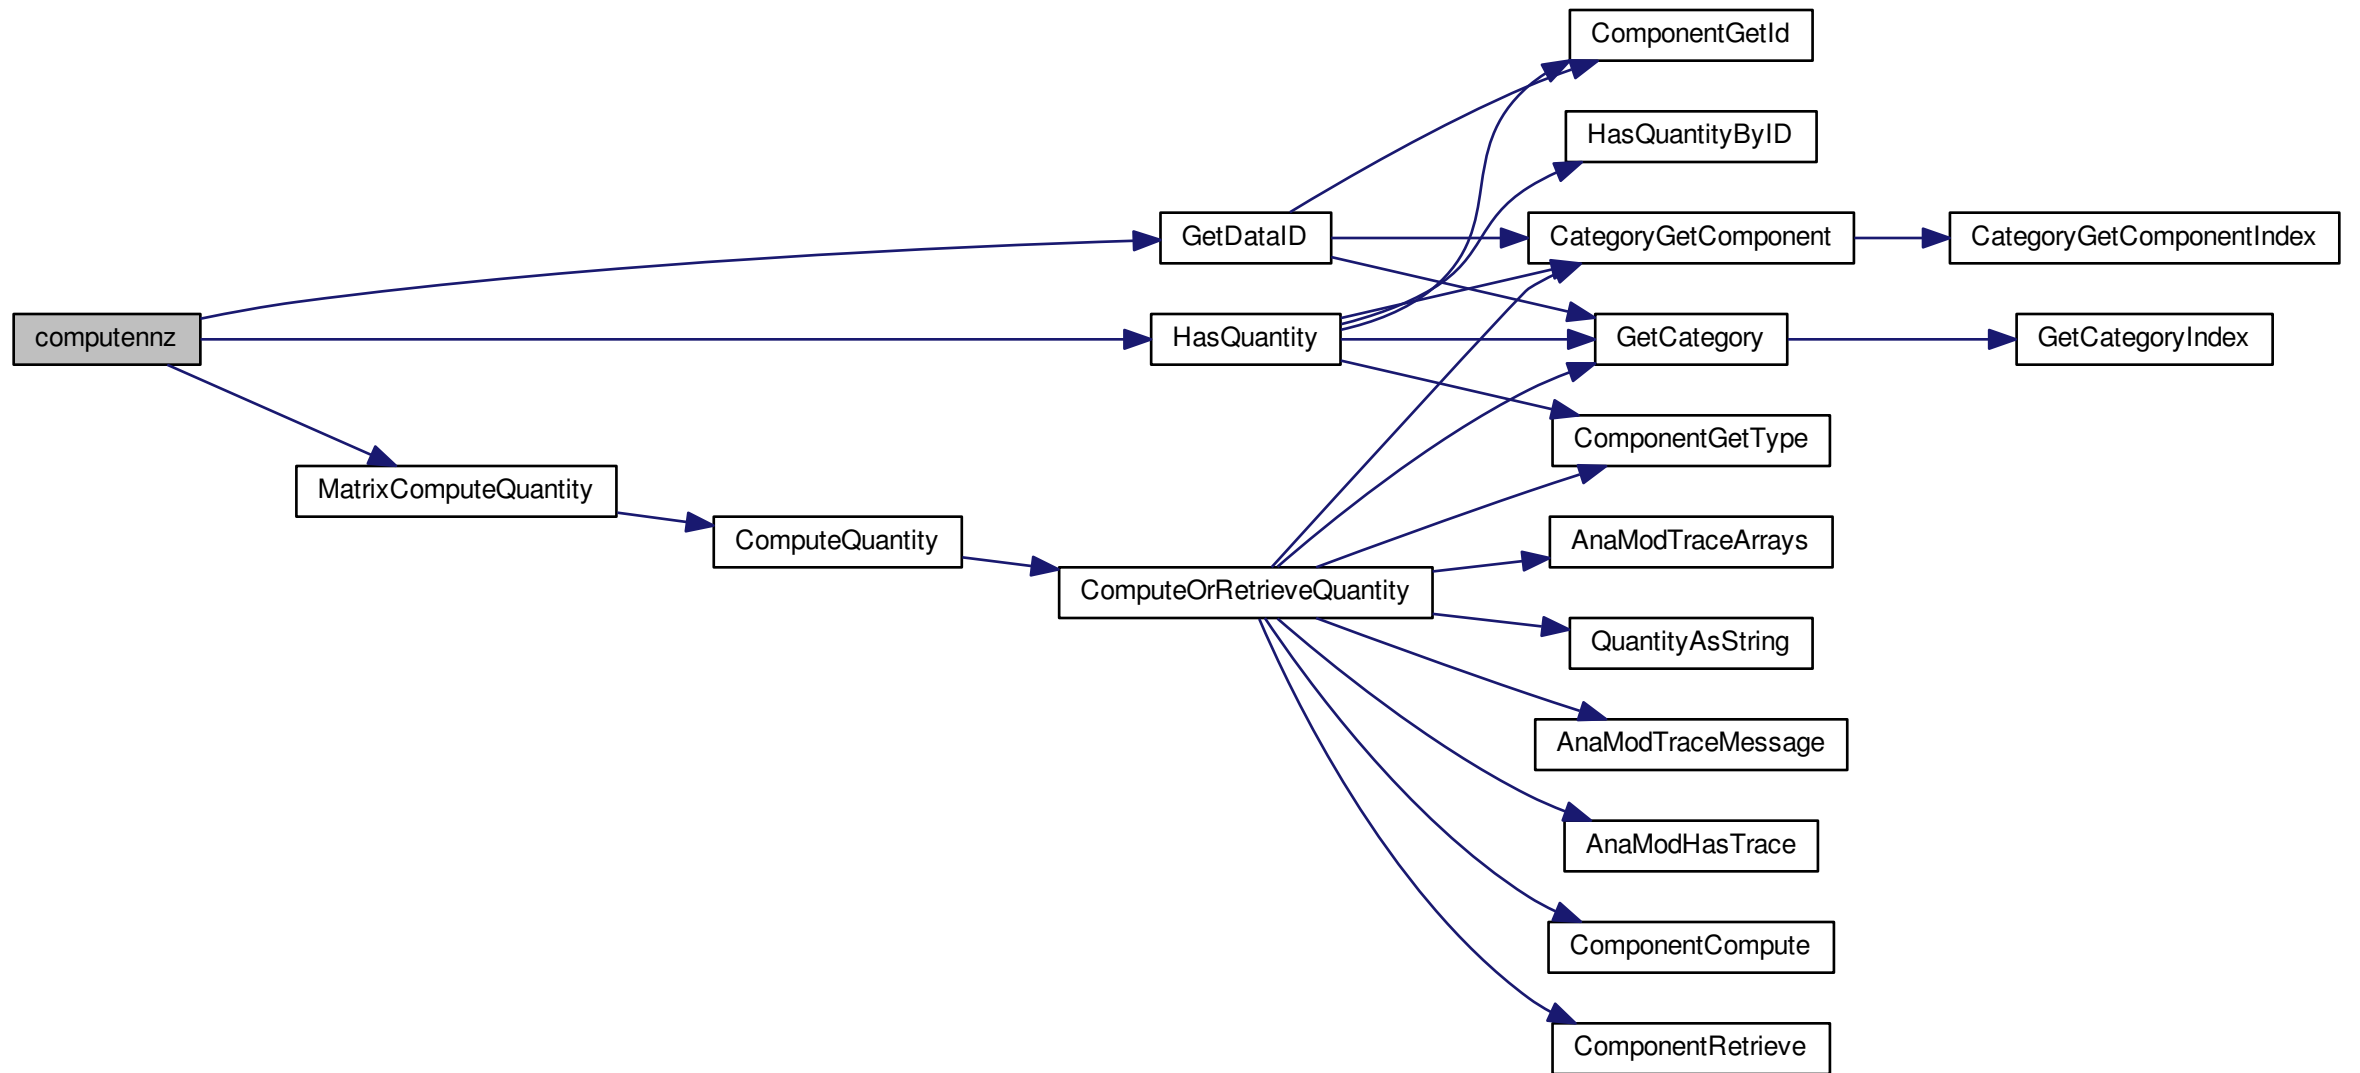 ComponentGetId
HasQuantityByID
GetDataID
CategoryGetComponent
CategoryGetComponentIndex
computennz
HasQuantity
GetCategory
GetCategoryIndex
ComponentGetType
MatrixComputeQuantity
ComputeQuantity
AnaModTraceArrays
ComputeOrRetrieveQuantity
QuantityAsString
AnaModTraceMessage
AnaModHasTrace
ComponentCompute
ComponentRetrieve